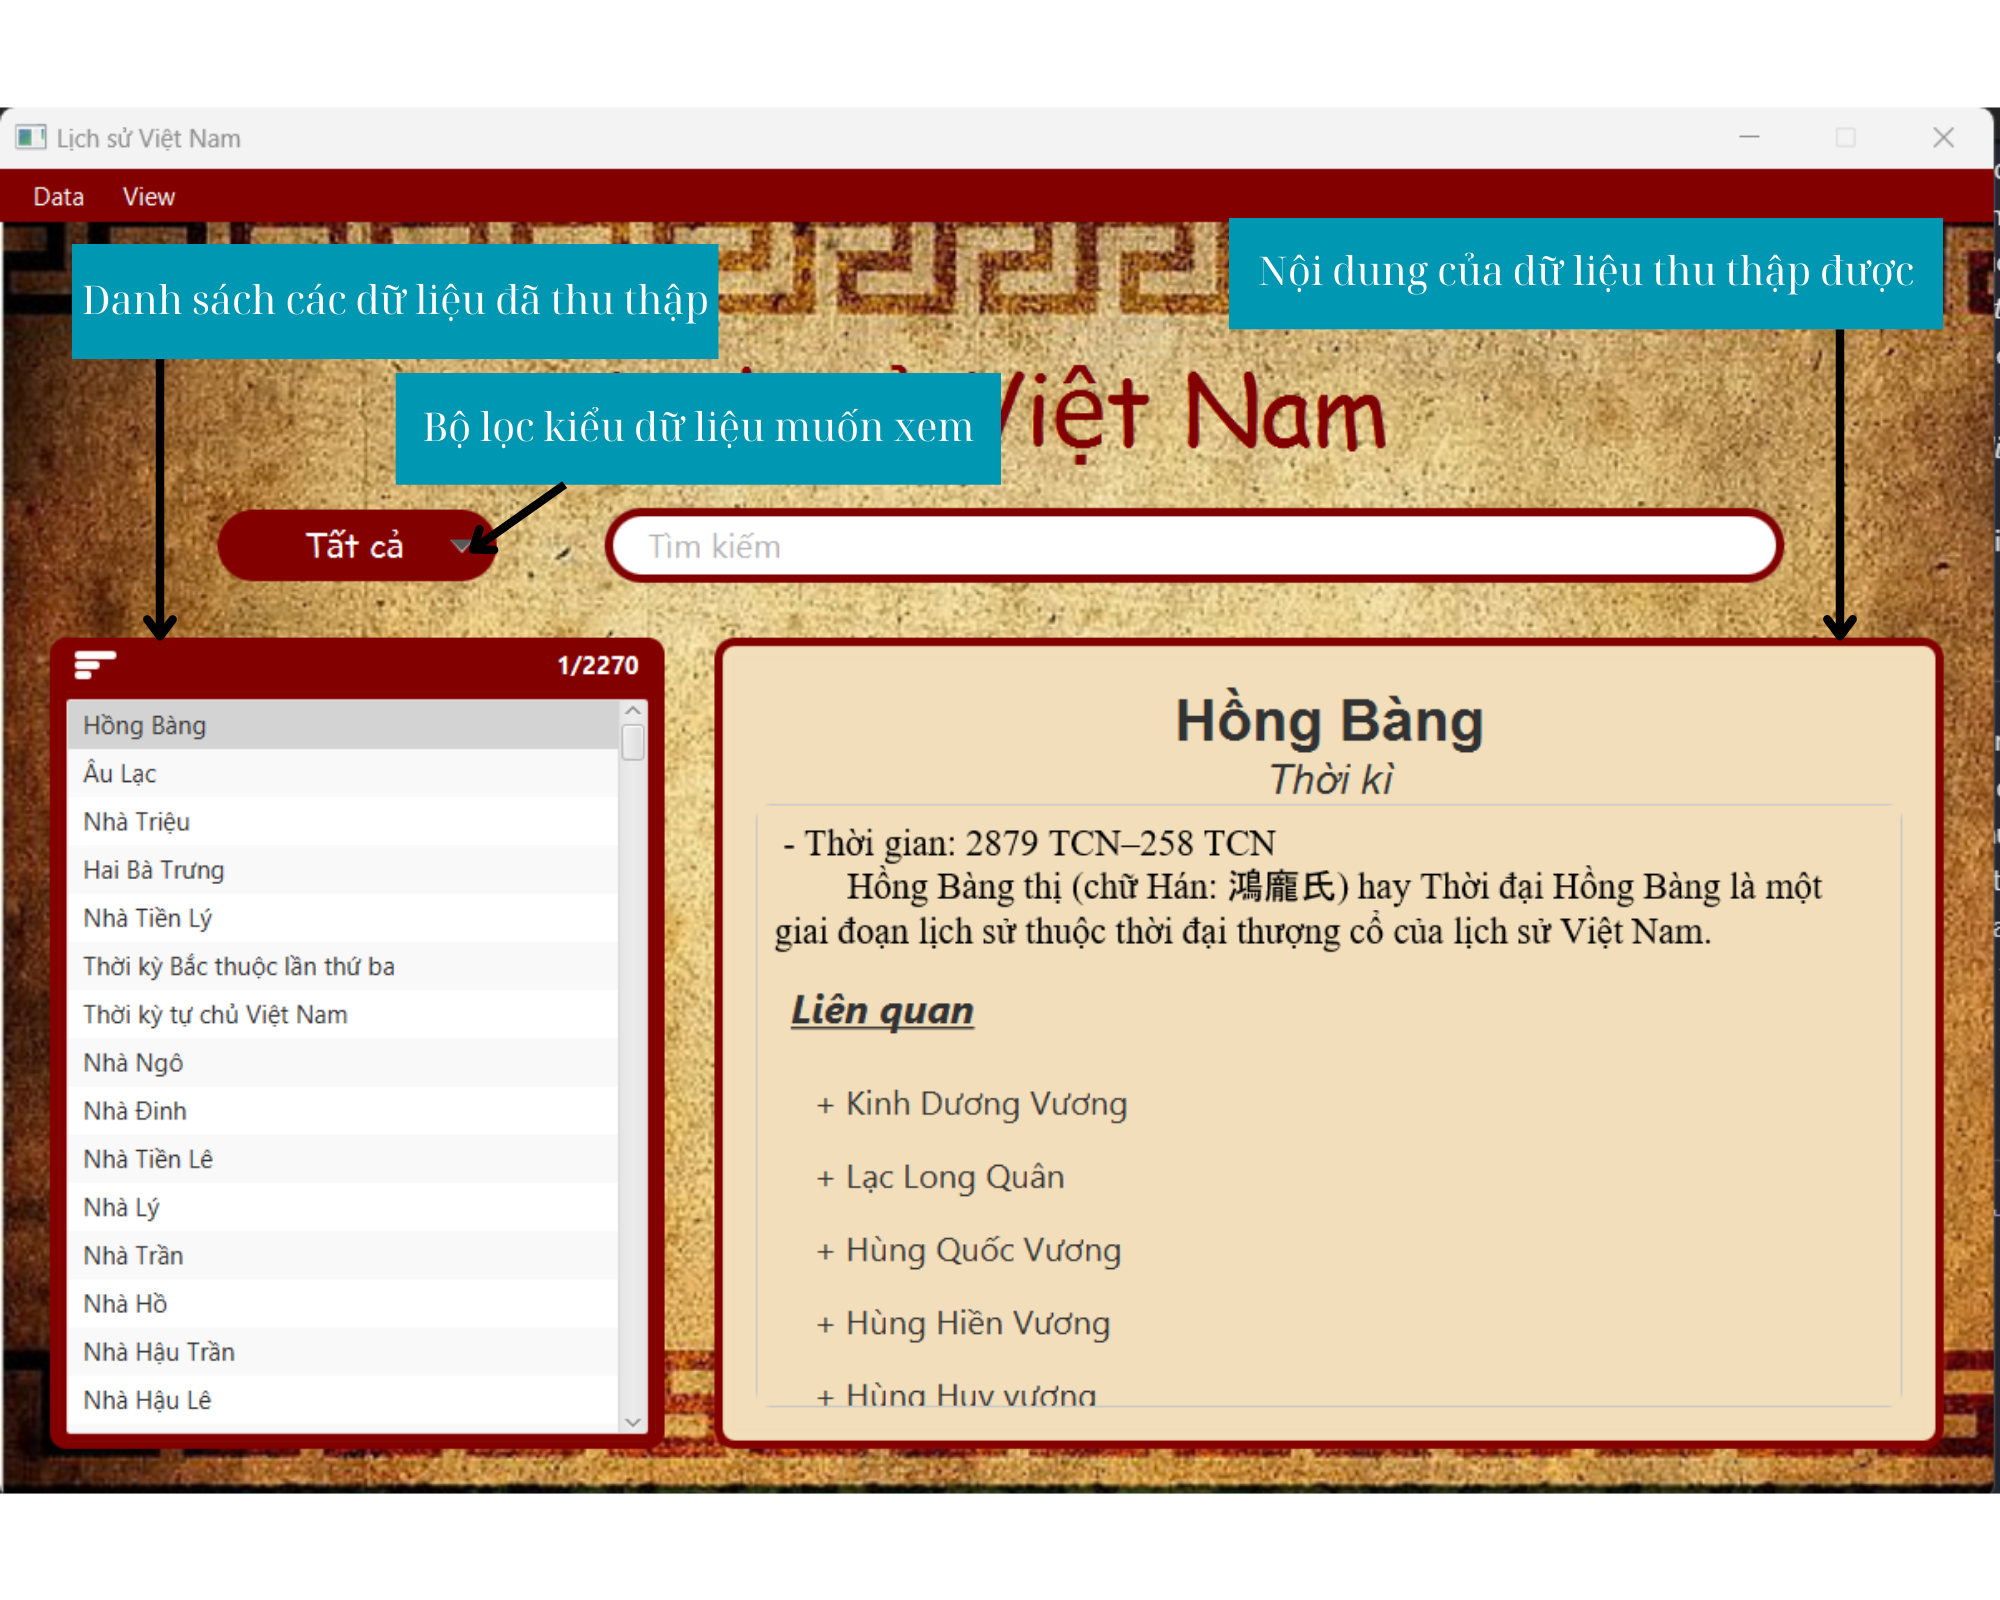 Lịch sử Việt Nam
Data View
Danh sách các dữ liệu đã thu thập
Nội dung của dữ liệu thu thập được
Bộ lọc kiểu dữ liệu muốn xem
Việt Nam
Tất cả
Tìm kiếm
1/2270
Hồng Bàng
Âu Lạc
Nhà Triệu
Hai Bà Trưng
Nhà Tiền Lý
Thời kỳ Bắc thuộc lần thứ ba
Thời kỳ tự chủ Việt Nam
Nhà Ngô
Nhà Đinh
Nhà Tiền Lê
Nhà Lý
Nhà Trần
Nhà Hồ
Nhà Hậu Trần
Nhà Hậu Lê
Hồng Bàng
Thời kì
- Thời gian: 2879 TCN–258 TCN
Hồng Bàng thị (chữ Hán: 鴻龐氏) hay Thời đại Hồng Bàng là một
giai đoạn lịch sử thuộc thời đại thượng cổ của lịch sử Việt Nam.
Liên quan
+ Kinh Dương Vương
+ Lạc Long Quân
+ Hùng Quốc Vương
+ Hùng Hiền Vương
+ Hùng Huy vương